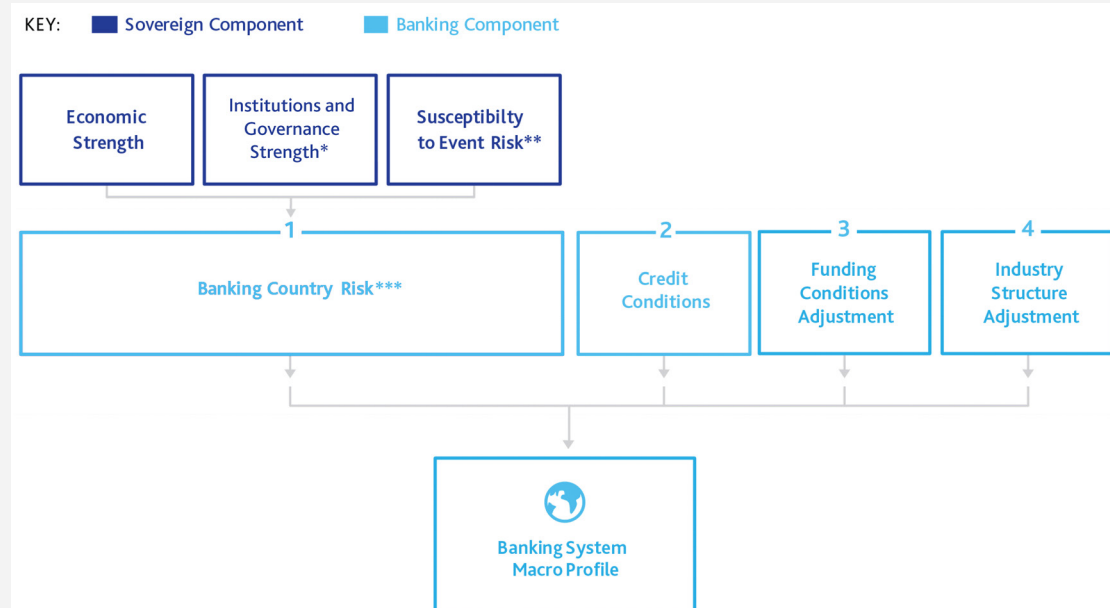 KEY: Sovereign Component Banking Component
Economic
Strength
Institutions and
Governance
Strength*
Susceptibilty
to Event Risk**
1
Banking Country Risk***
2
Credit
Conditions
3
Funding
Conditions
Adjustment
4
Industry
Structure
Adjustment
Banking System
Macro Profile